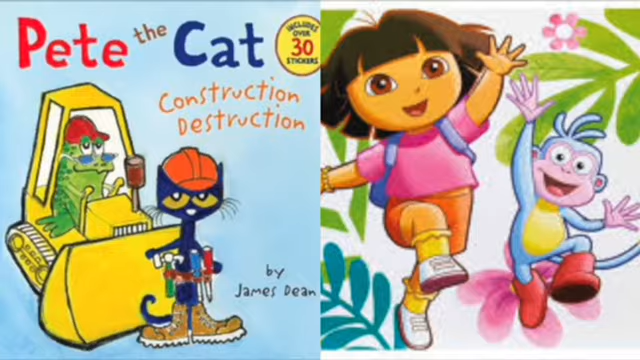 Pete the Cat
INCLUDES
OVER
30
STICKERS
Construction
Destruction
by
James Dean